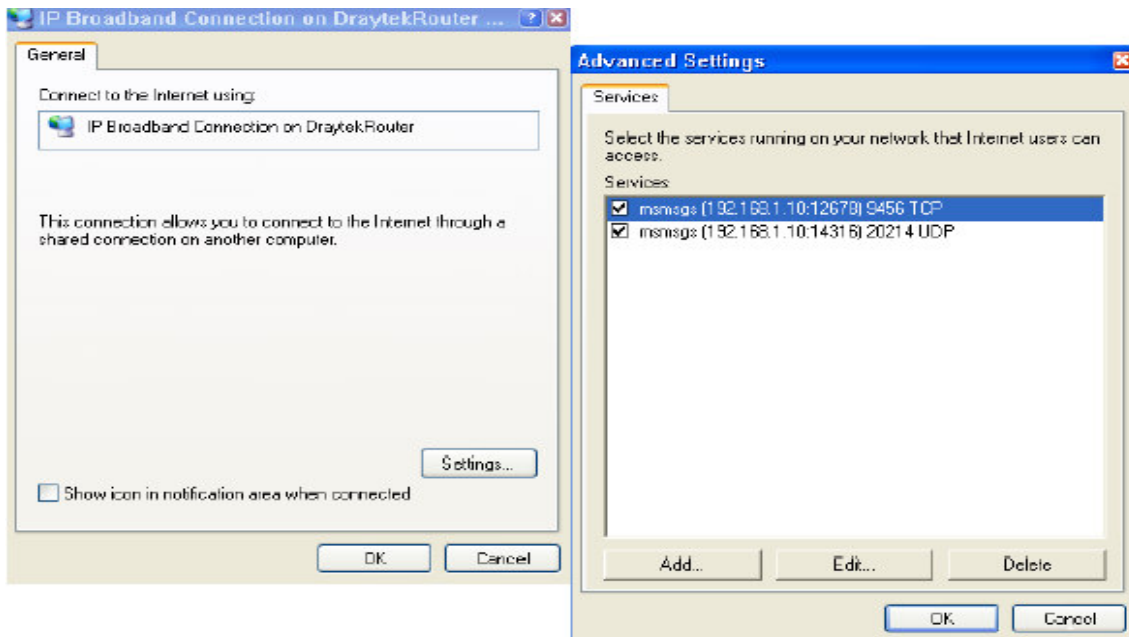 IP Broadband Connection on DraytekRouter ...
General
Connect to the Internet using:
IP Broadband Connection on DraytekRouter
This connection allows you to connect to the Internet through a
shared connection on another computer.
Settings...
Show icon in notification area when connected
OK
Cancel
Advanced Settings
Services
Select the services running on your network that Internet users can
access.
Services
msmsgs (192.168.1.10:12678) 9456 TCP
msmsgs (192.168.1.10:14316) 20214 UDP
Add...
Edit...
Delete
OK
Cancel